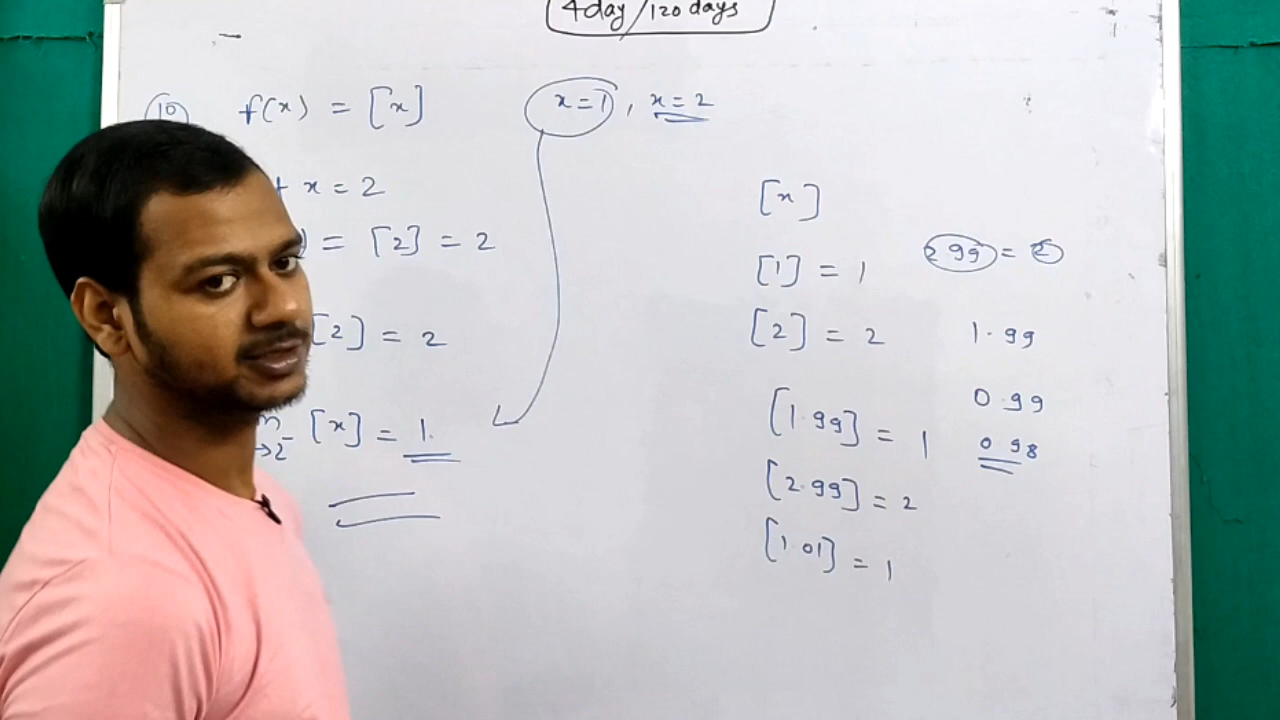 4day/120 days
10 f(x) = [x] x=1, x=2
x = 2
= [2] = 2
[2] = 2
→2⁻ [x] = 1.
[x]
[1] = 1
2 99 = 2
[2] = 2
1.99
[1.99] = 1
0.99
0 98
[2.99] = 2
[1.01] = 1